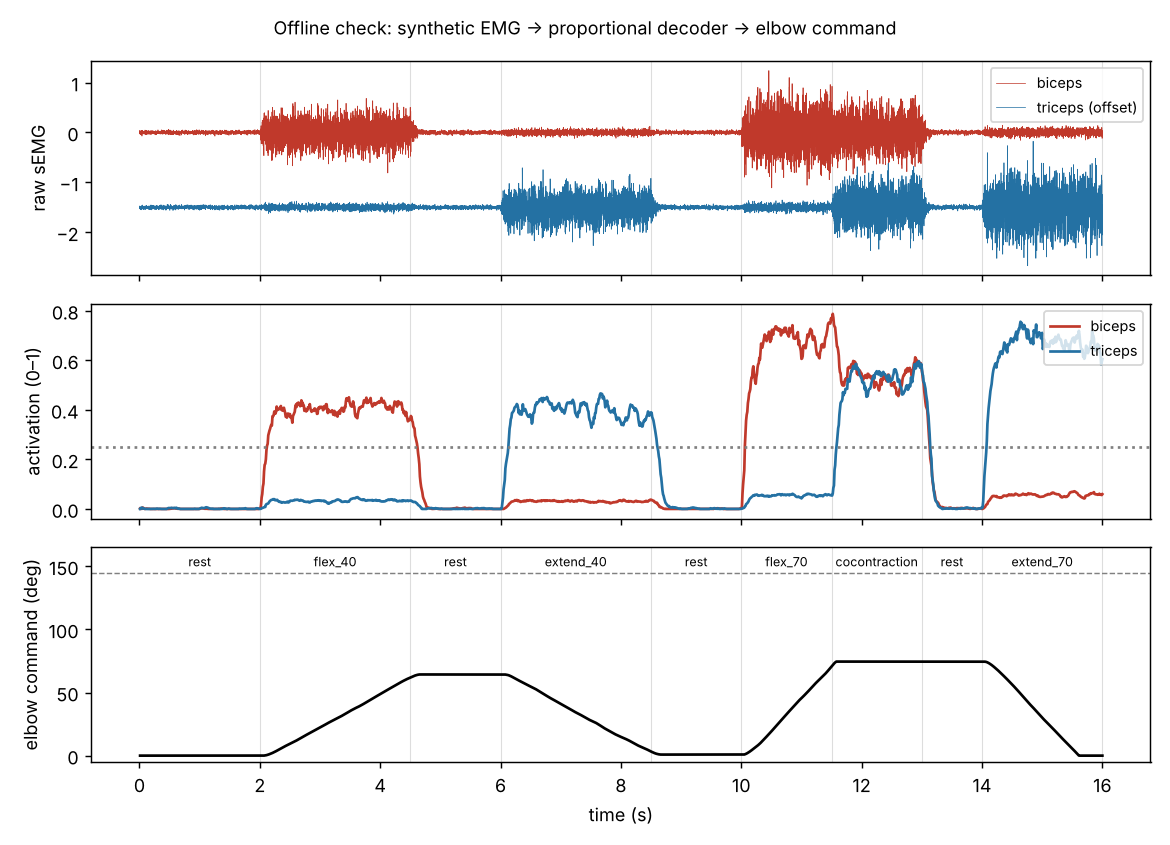 Offline check: synthetic EMG → proportional decoder → elbow command
raw sEMG
1
0
−1
−2
biceps
triceps (offset)
activation (0–1)
0.8
0.6
0.4
0.2
0.0
biceps
triceps
elbow command (deg)
150
100
50
0
rest flex_40 rest extend_40 rest flex_70 cocontraction rest extend_70
0 2 4 6 8 10 12 14 16
time (s)